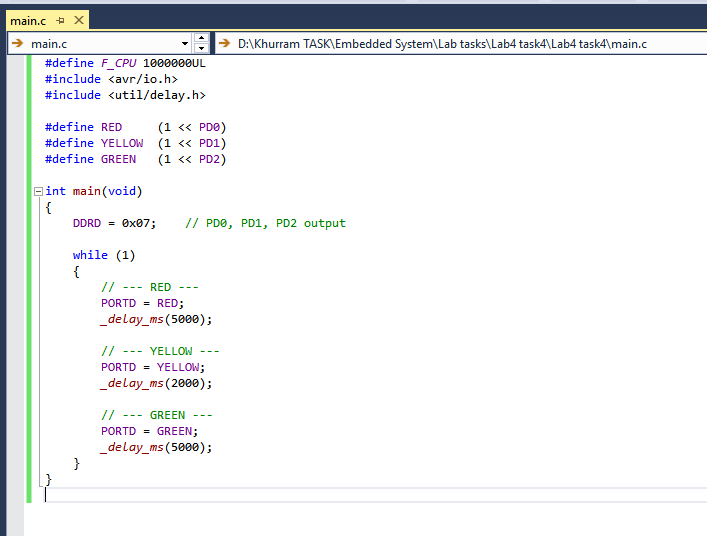 main.c
main.c
D:\Khurram TASK\Embedded System\Lab tasks\Lab4 task4\Lab4 task4\main.c
#define F_CPU 1000000UL
#include <avr/io.h>
#include <util/delay.h>
#define RED     (1 << PD0)
#define YELLOW  (1 << PD1)
#define GREEN   (1 << PD2)
int main(void)
{
    DDRD = 0x07;    // PD0, PD1, PD2 output
    while (1)
    {
        // --- RED ---
        PORTD = RED;
        _delay_ms(5000);
        // --- YELLOW ---
        PORTD = YELLOW;
        _delay_ms(2000);
        // --- GREEN ---
        PORTD = GREEN;
        _delay_ms(5000);
    }
}